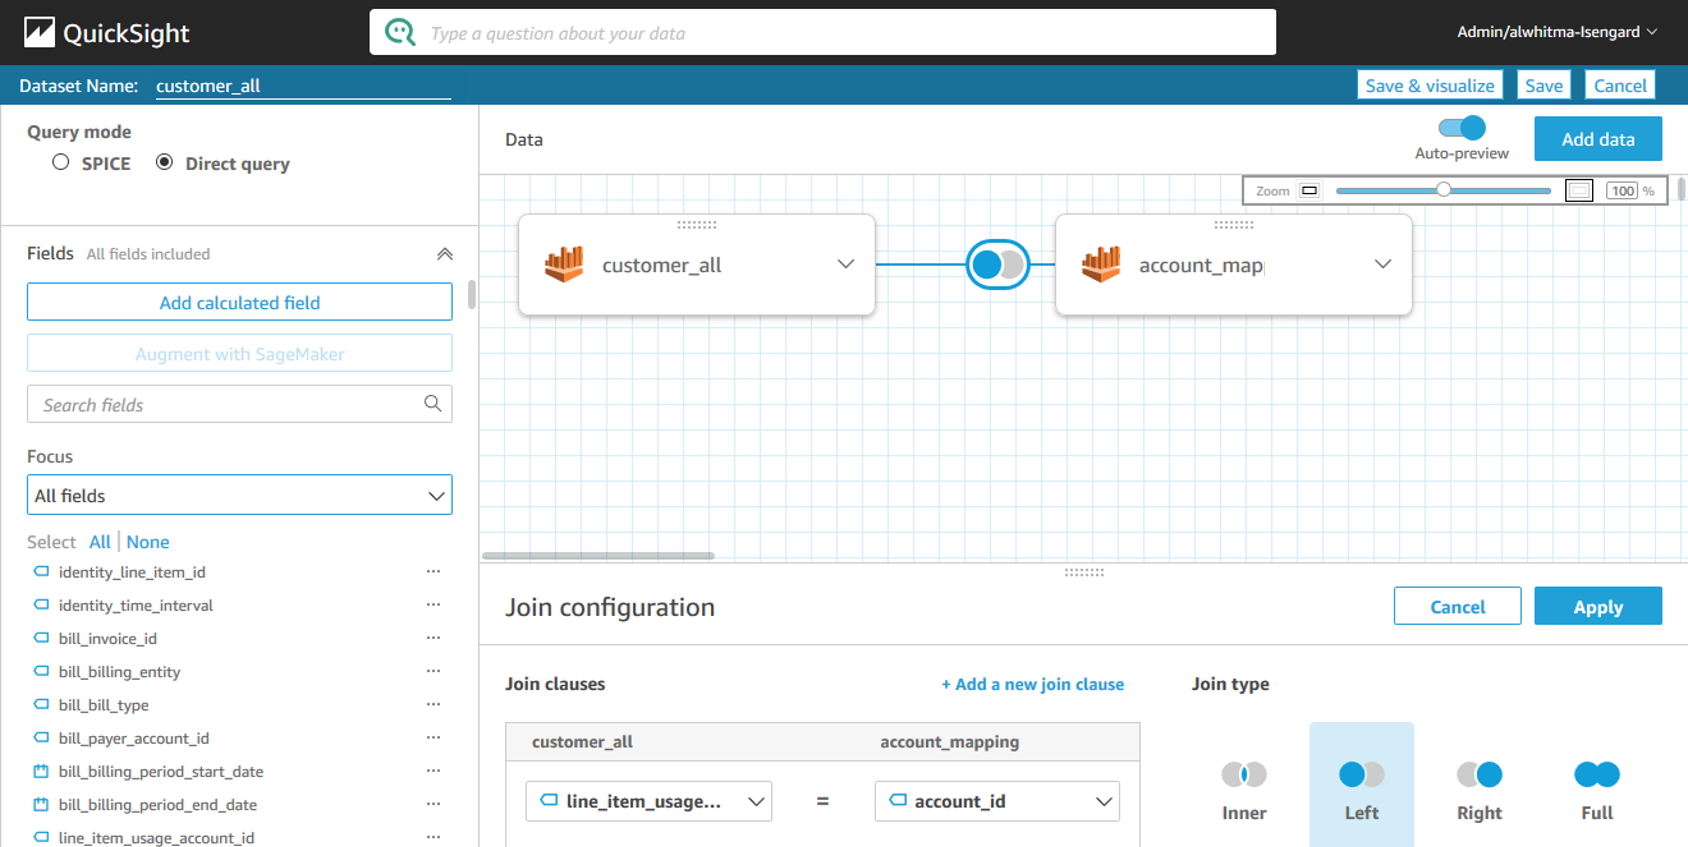 QuickSight
Type a question about your data
Admin/alwhitma-Isengard
Dataset Name: customer_all
Save & visualize
Save
Cancel
Query mode
SPICE
Direct query
Data
Auto-preview
Add data
Zoom
100 %
Fields All fields included
Add calculated field
Augment with SageMaker
Search fields
Focus
All fields
Select All None
identity_line_item_id
identity_time_interval
bill_invoice_id
bill_billing_entity
bill_bill_type
bill_payer_account_id
bill_billing_period_start_date
bill_billing_period_end_date
line_item_usage_account_id
customer_all
account_map
Join configuration
Cancel
Apply
Join clauses
+ Add a new join clause
Join type
customer_all
account_mapping
line_item_usage...
=
account_id
Inner
Left
Right
Full